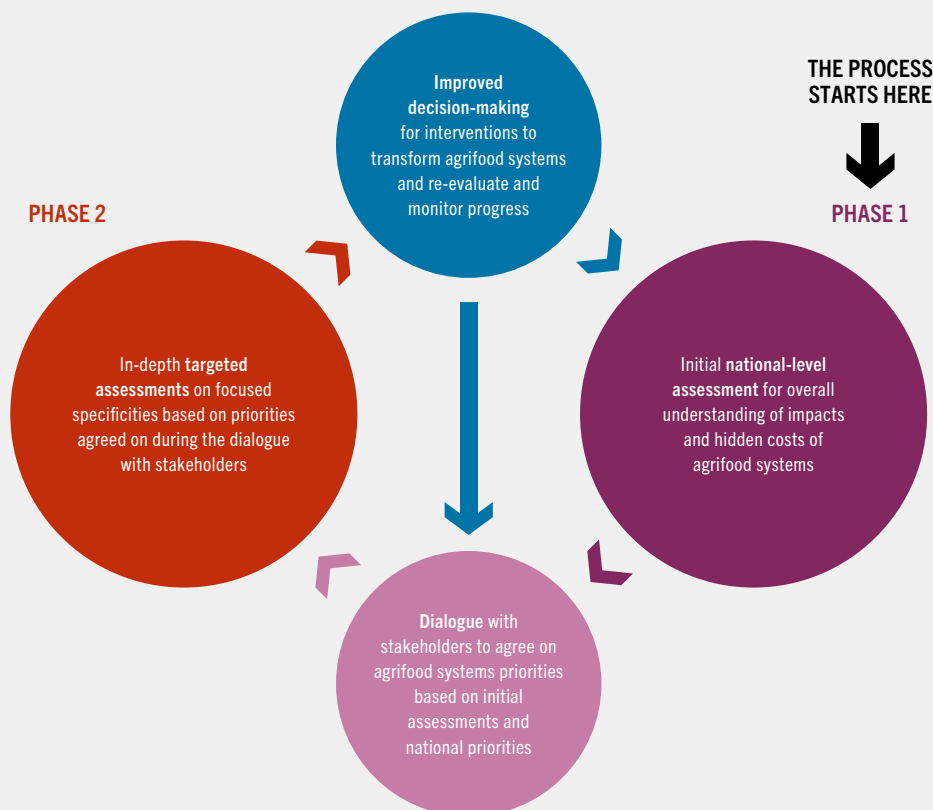 THE PROCESS
STARTS HERE
PHASE 1
Initial national-level
assessment for overall
understanding of impacts
and hidden costs of
agrifood systems
Dialogue with
stakeholders to agree on
agrifood systems priorities
based on initial
assessments and
national priorities
PHASE 2
In-depth targeted
assessments on focused
specificities based on priorities
agreed on during the dialogue
with stakeholders
Improved
decision-making
for interventions to
transform agrifood systems
and re-evaluate and
monitor progress